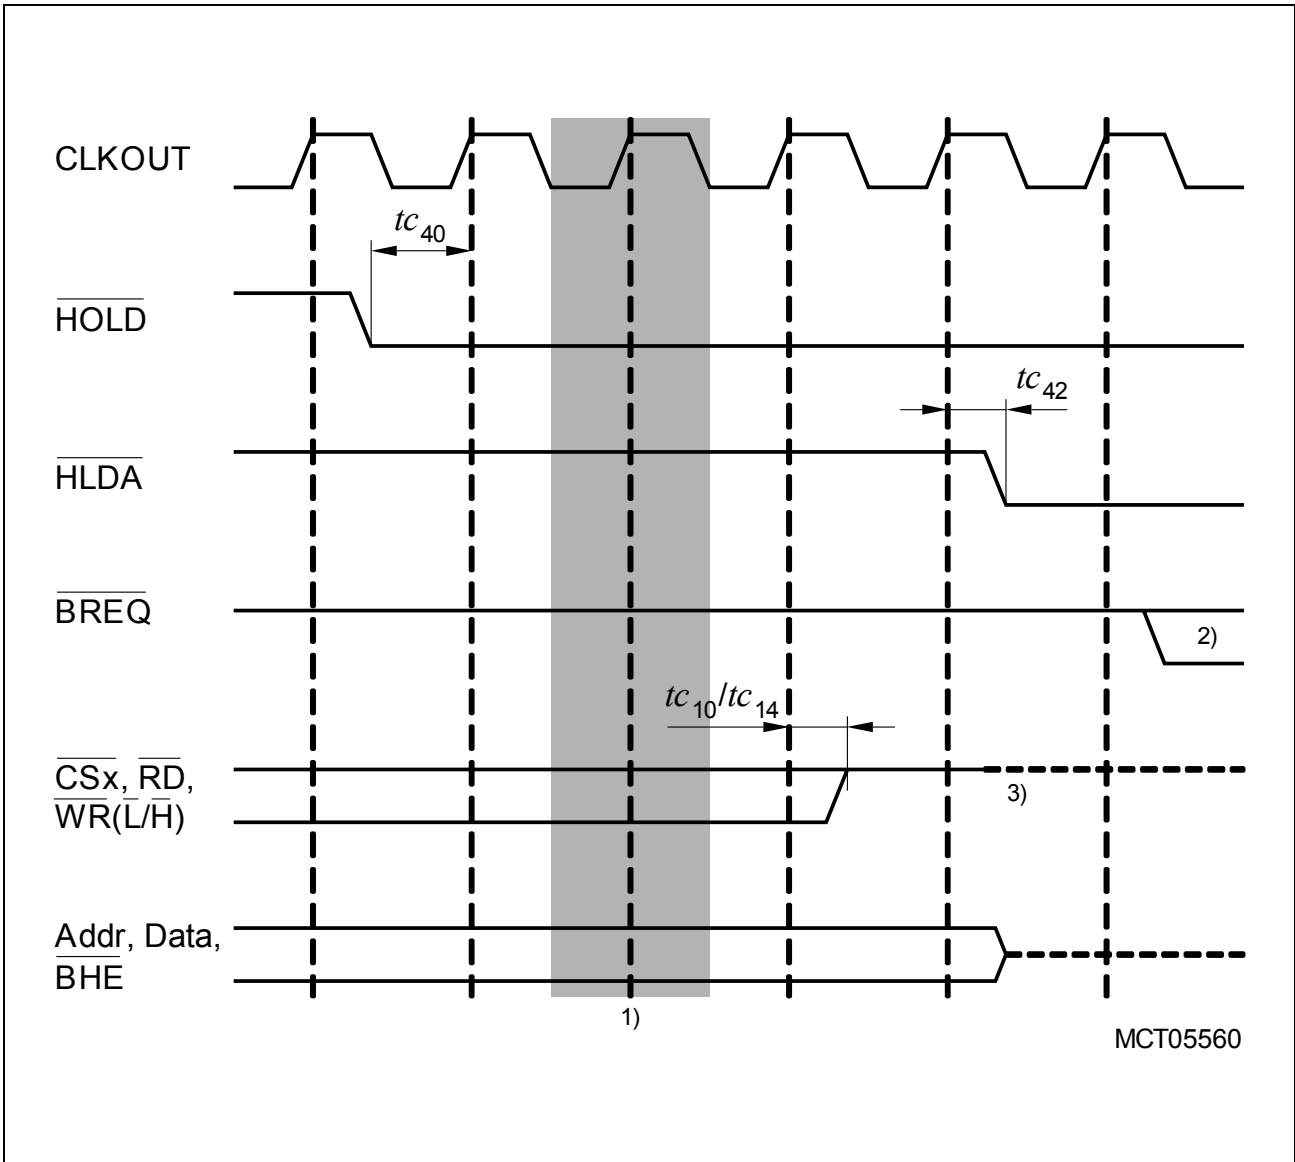 CLKOUT
tc40
HOLD
tc42
HLDA
BREQ
2)
tc10/tc14
CSx, RD,
WR(L/H)
3)
Addr, Data,
BHE
1)
MCT05560